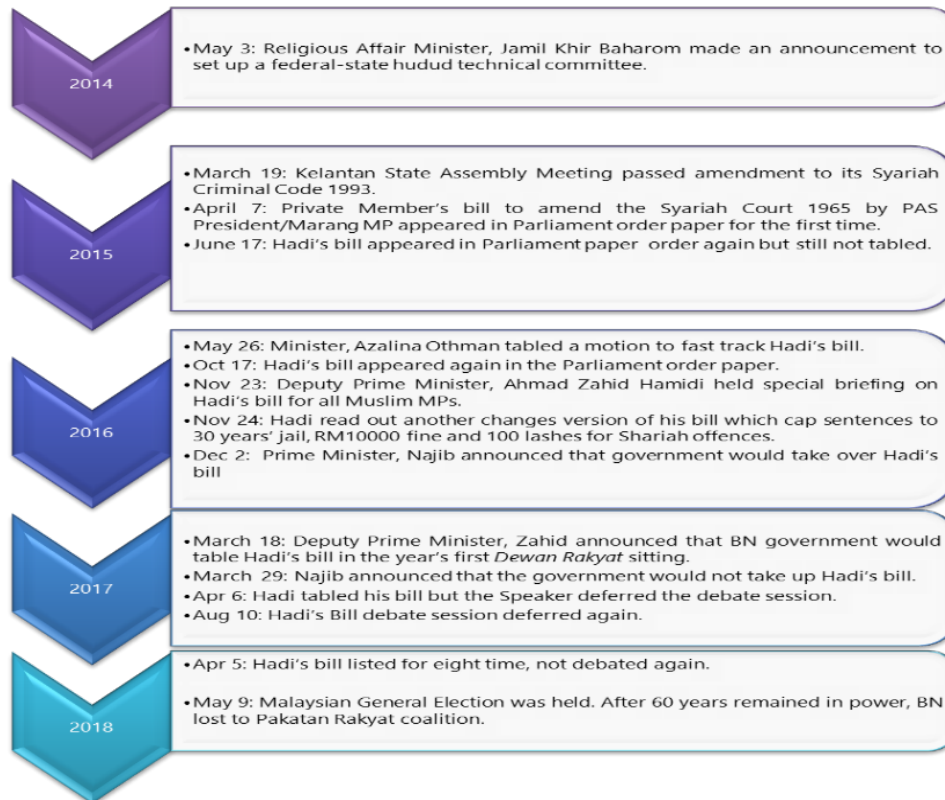 2014
•May 3: Religious Affair Minister, Jamil Khir Baharom made an announcement to
set up a federal-state hudud technical committee.
2015
•March 19: Kelantan State Assembly Meeting passed amendment to its Syariah
Criminal Code 1993.
•April 7: Private Member's bill to amend the Syariah Court 1965 by PAS
President/Marang MP appeared in Parliament order paper for the first time.
•June 17: Hadi's bill appeared in Parliament paper order again but still not tabled.
2016
•May 26: Minister, Azalina Othman tabled a motion to fast track Hadi's bill.
•Oct 17: Hadi's bill appeared again in the Parliament order paper.
•Nov 23: Deputy Prime Minister, Ahmad Zahid Hamidi held special briefing on
Hadi's bill for all Muslim MPs.
•Nov 24: Hadi read out another changes version of his bill which cap sentences to
30 years' jail, RM10000 fine and 100 lashes for Shariah offences.
•Dec 2: Prime Minister, Najib announced that government would take over Hadi's
bill
2017
•March 18: Deputy Prime Minister, Zahid announced that BN government would
table Hadi's bill in the year's first Dewan Rakyat sitting.
•March 29: Najib announced that the government would not take up Hadi's bill.
•Apr 6: Hadi tabled his bill but the Speaker deferred the debate session.
•Aug 10: Hadi's Bill debate session deferred again.
2018
•Apr 5: Hadi's bill listed for eight time, not debated again.
•May 9: Malaysian General Election was held. After 60 years remained in power, BN
lost to Pakatan Rakyat coalition.